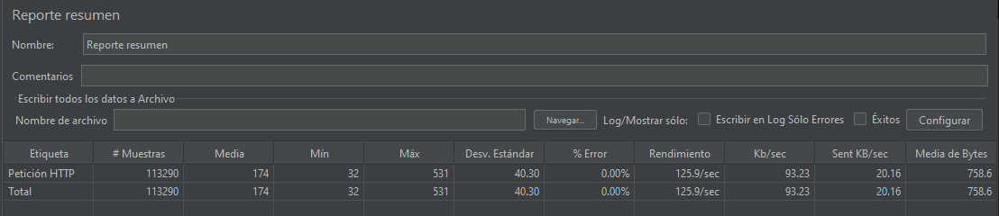 Reporte resumen
Nombre: Reporte resumen
Comentarios
Escribir todos los datos a Archivo
Nombre de archivo Navegar... Log/Mostrar sólo: Escribir en Log Sólo Errores Éxitos Configurar
Etiqueta # Muestras Media Mín Máx Desv. Estándar % Error Rendimiento Kb/sec Sent KB/sec Media de Bytes
Petición HTTP 113290 174 32 531 40.30 0.00% 125.9/sec 93.23 20.16 758.6
Total 113290 174 32 531 40.30 0.00% 125.9/sec 93.23 20.16 758.6